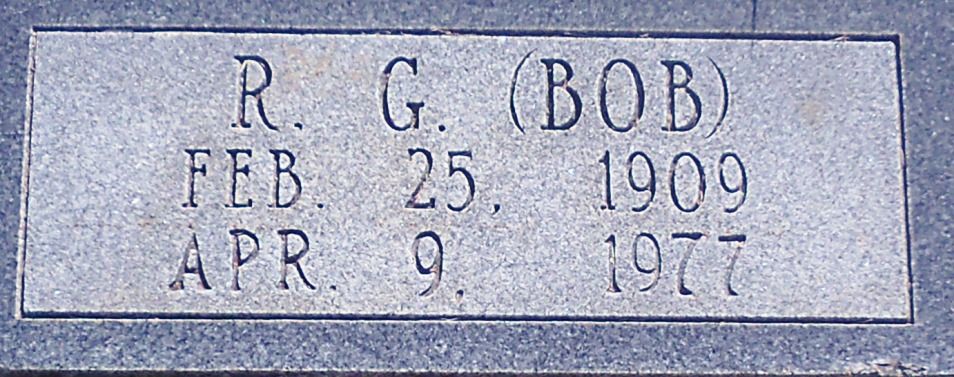 R. G. (BOB)
FEB. 25, 1909
APR. 9, 1977